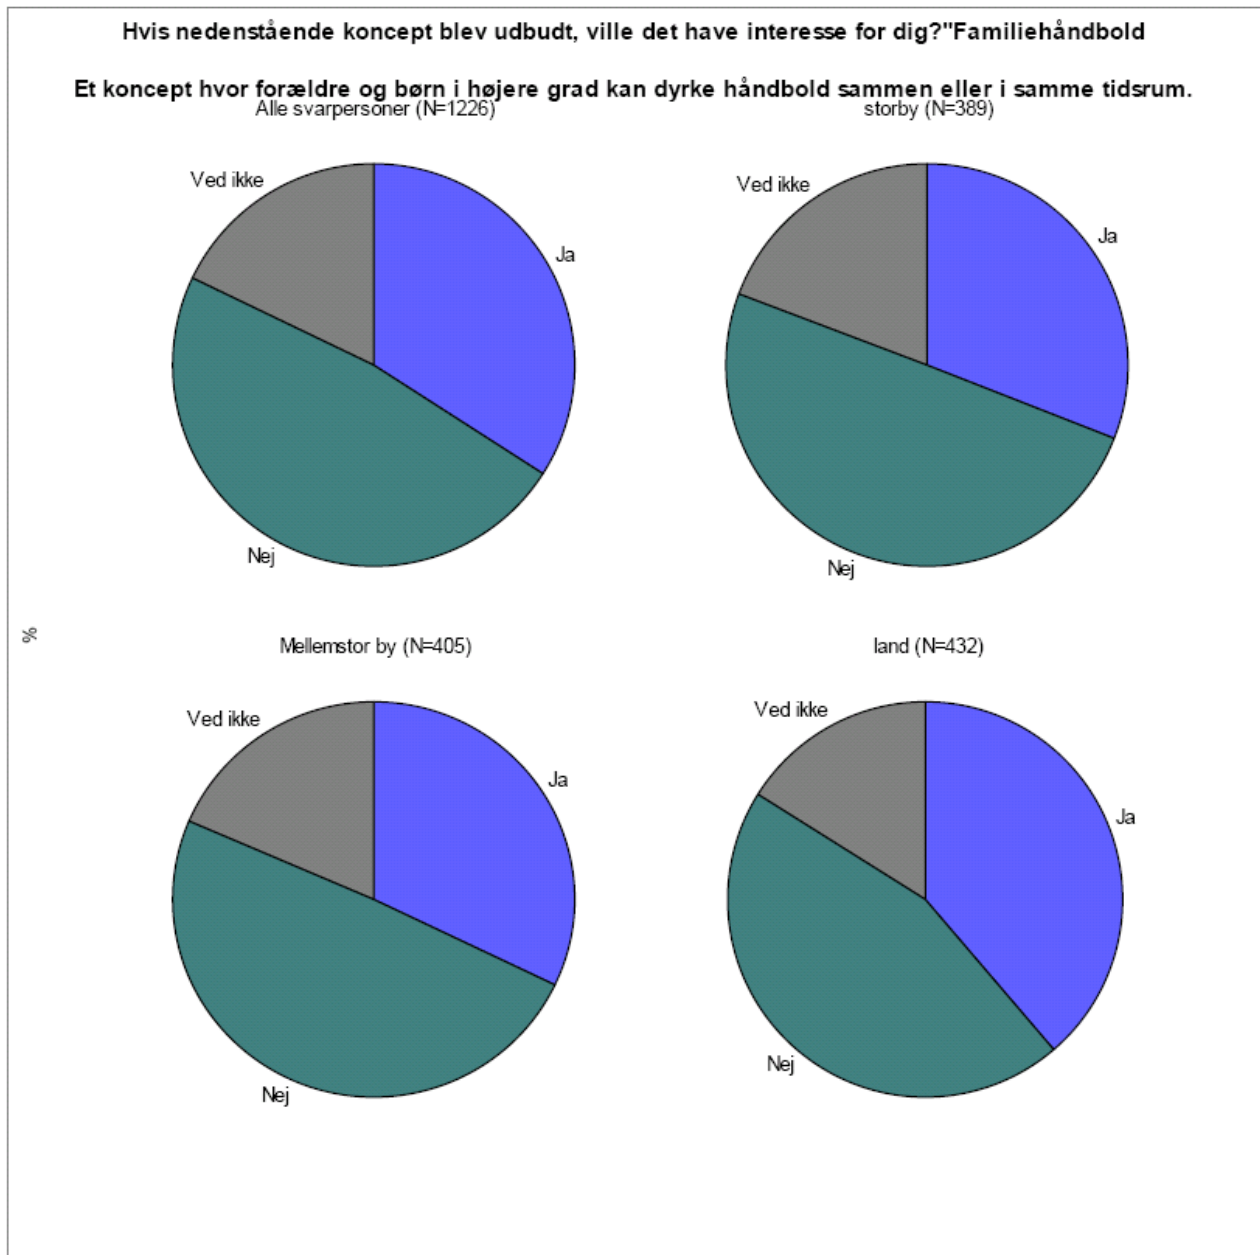 Hvis nedenstående koncept blev udbudt, ville det have interesse for dig?"Familiehåndbold
Et koncept hvor forældre og børn i højere grad kan dyrke håndbold sammen eller i samme tidsrum.
Alle svarpersoner (N=1226)
Ved ikke
Ja
Nej
storby (N=389)
Ved ikke
Ja
Nej
%
Mellemstor by (N=405)
Ved ikke
Ja
Nej
land (N=432)
Ved ikke
Ja
Nej